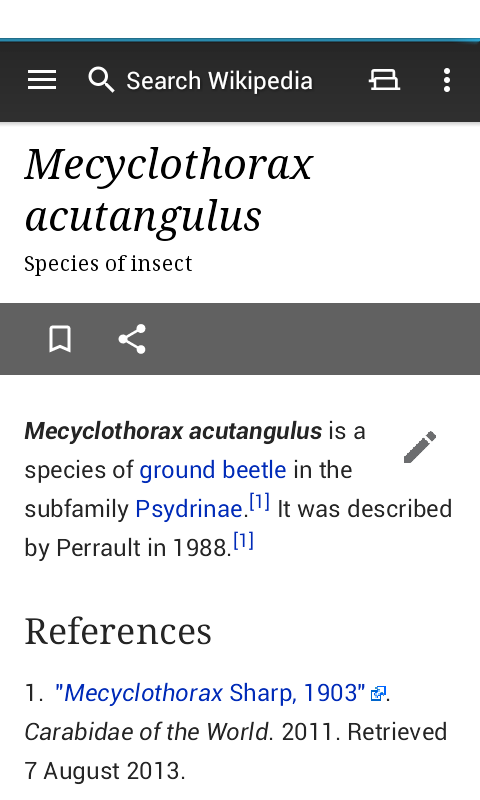 Search Wikipedia
Mecyclothorax
acutangulus
Species of insect
Mecyclothorax acutangulus is a
species of ground beetle in the
subfamily Psydrinae.[1] It was described
by Perrault in 1988.[1]
References
1. "Mecyclothorax Sharp, 1903" .
Carabidae of the World. 2011. Retrieved
7 August 2013.